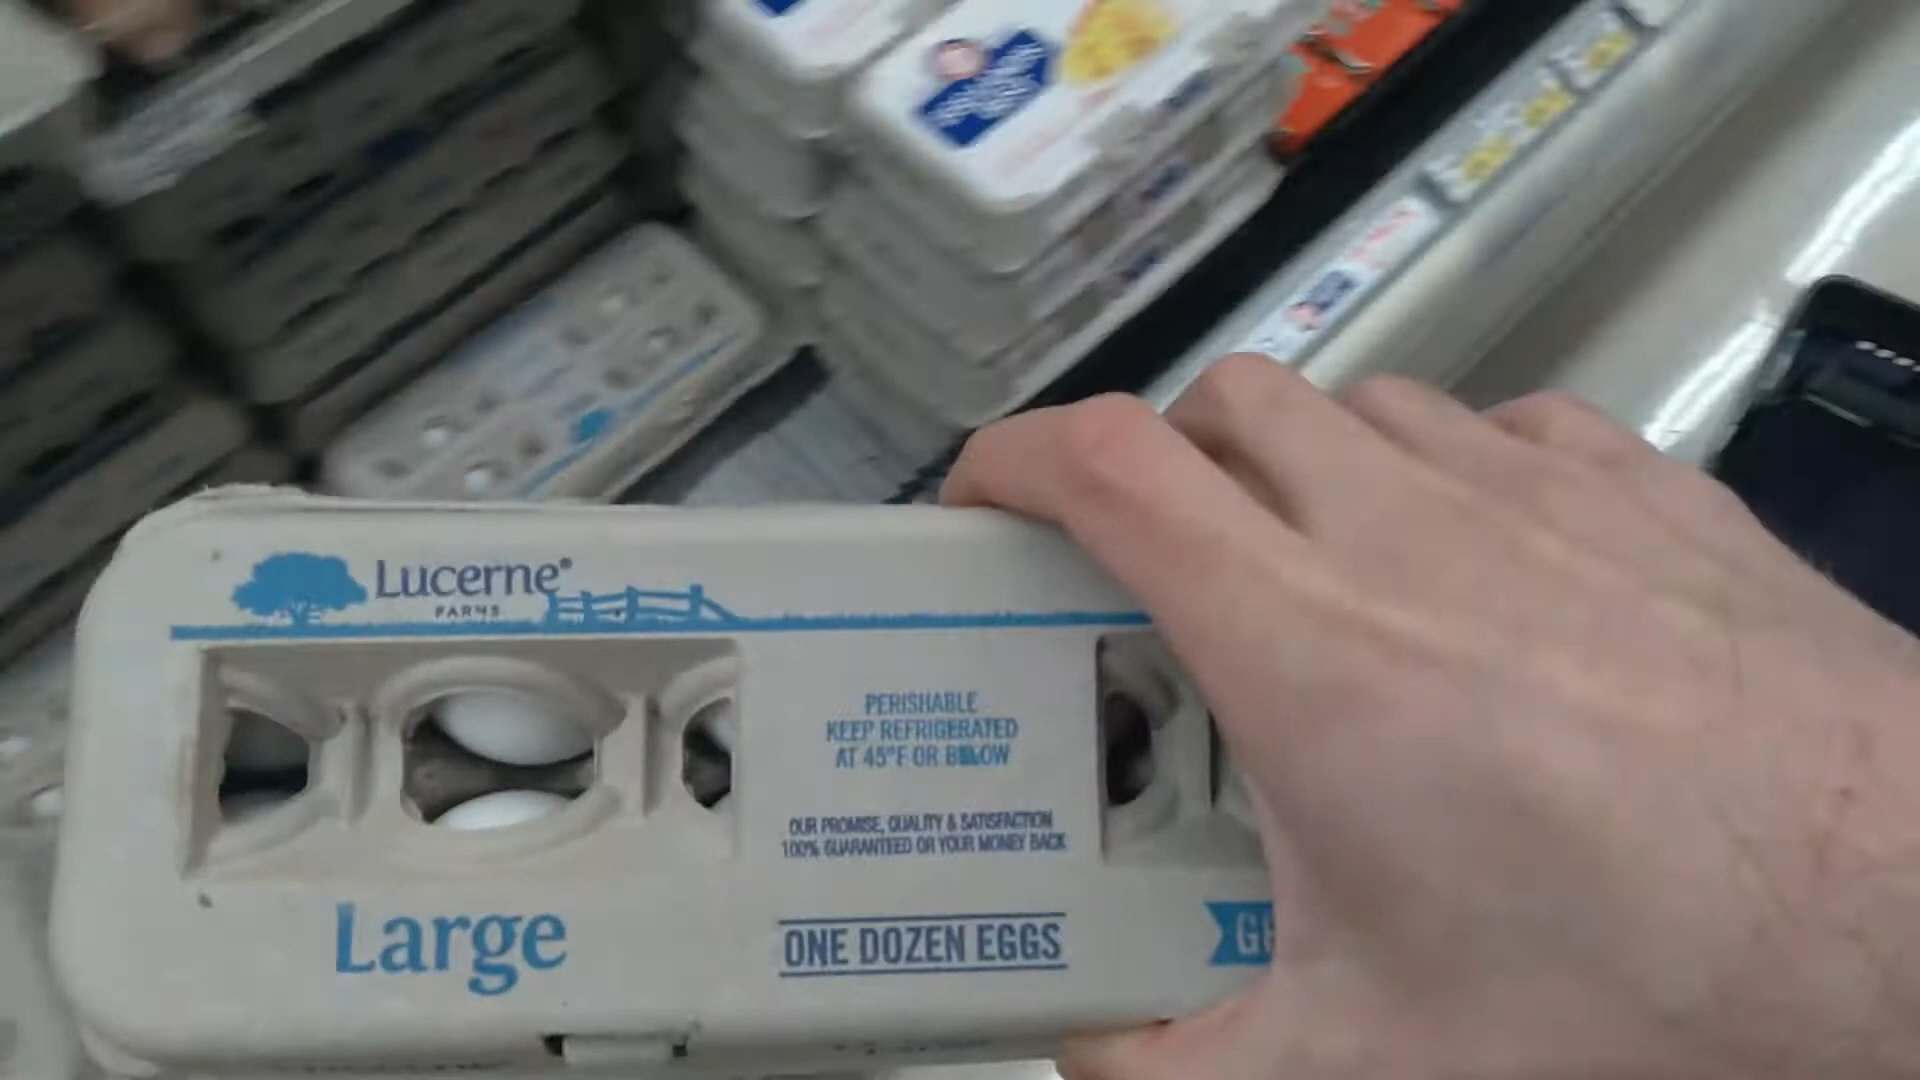 Lucerne®
FARMS
PERISHABLE
KEEP REFRIGERATED
AT 45°F OR BELOW
OUR PROMISE, QUALITY & SATISFACTION
100% GUARANTEED OR YOUR MONEY BACK
Large
ONE DOZEN EGGS